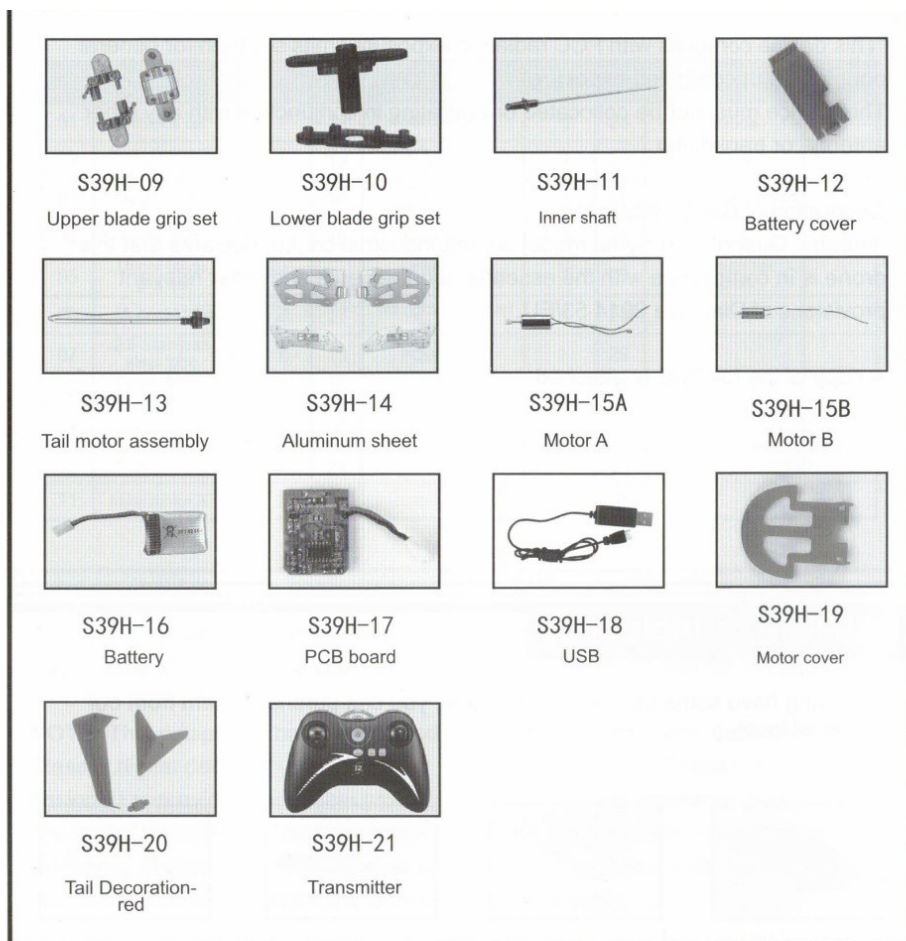 S39H-09
S39H-10
S39H-11
S39H-12
Upper blade grip set
Lower blade grip set
Inner shaft
Battery cover
S39H-13
S39H-14
S39H-15A
S39H-15B
Tail motor assembly
Aluminum sheet
Motor A
Motor B
S39H-16
S39H-17
S39H-18
S39H-19
Battery
PCB board
USB
Motor cover
S39H-20
S39H-21
Tail Decoration-
red
Transmitter